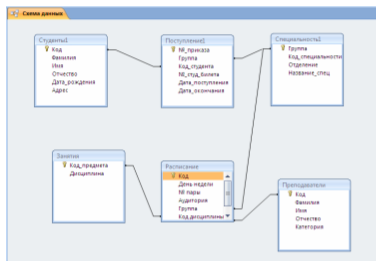 Схема данных
Студенты1
Код
Фамилия
Имя
Отчество
Дата_рождения
Адрес
Поступление1
№_приказа
Группа
Код_студента
№_студ_билета
Дата_поступления
Дата_окончания
Специальность1
Группа
Код_специальности
Отделение
Название_спец
Занятия
Код_предмета
Дисциплина
Расписание
Код
День недели
№ пары
Аудитория
Группа
Код дисциплины
Преподаватели
Код
Фамилия
Имя
Отчество
Категория